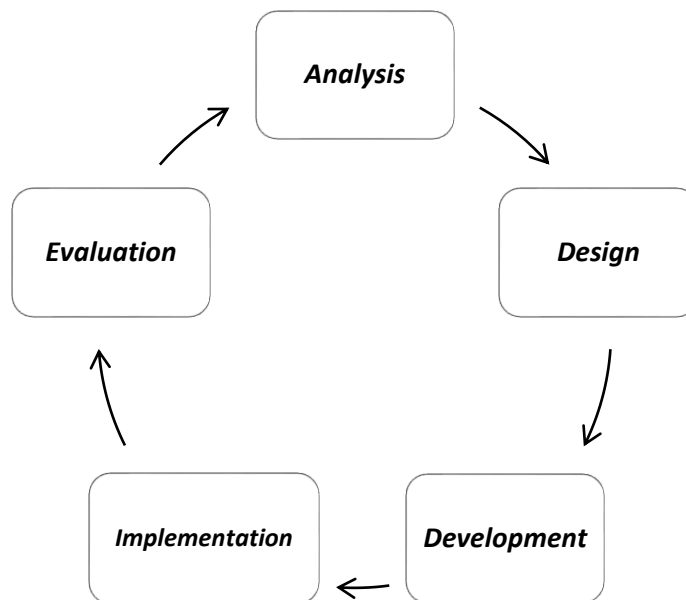 Analysis
Design
Development
Implementation
Evaluation